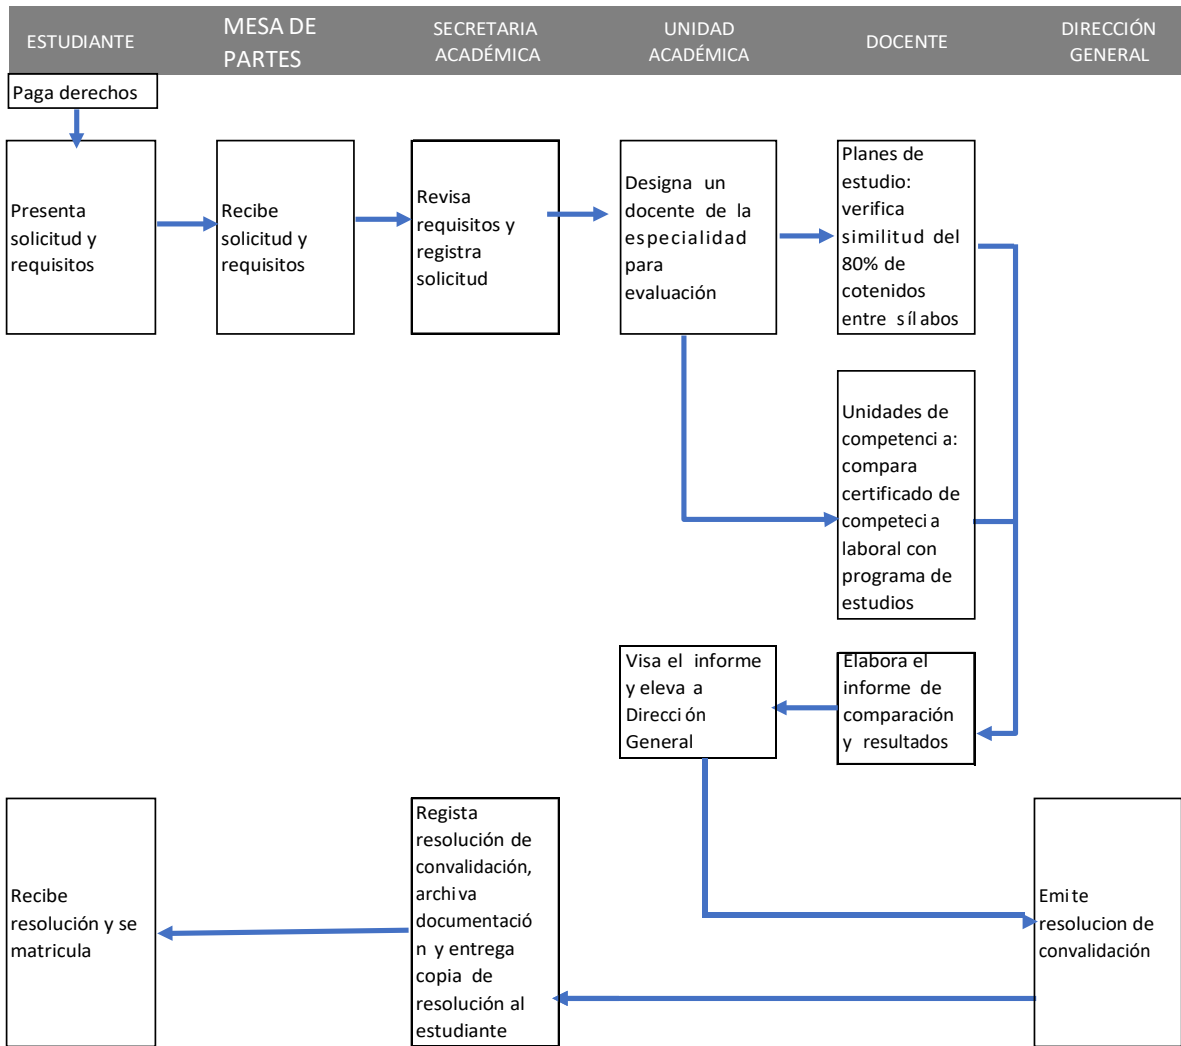 ESTUDIANTE
MESA DE
PARTES
SECRETARIA
ACADÉMICA
UNIDAD
ACADÉMICA
DOCENTE
DIRECCIÓN
GENERAL
Paga derechos
Presenta
solicitud y
requisitos
Recibe
solicitud y
requisitos
Revisa
requisitos y
registra
solicitud
Designa un
docente de la
especialidad
para
evaluación
Planes de
estudio:
verifica
similitud del
80% de
cotenidos
entre sílabos
Unidades de
competencia:
compara
certificado de
competecia
laboral con
programa de
estudios
Visa el informe
y eleva a
Dirección
General
Elabora el
informe de
comparación
y resultados
Recibe
resolución y se
matricula
Regista
resolución de
convalidación,
archiva
documentació
n y entrega
copia de
resolución al
estudiante
Emite
resolucion de
convalidación